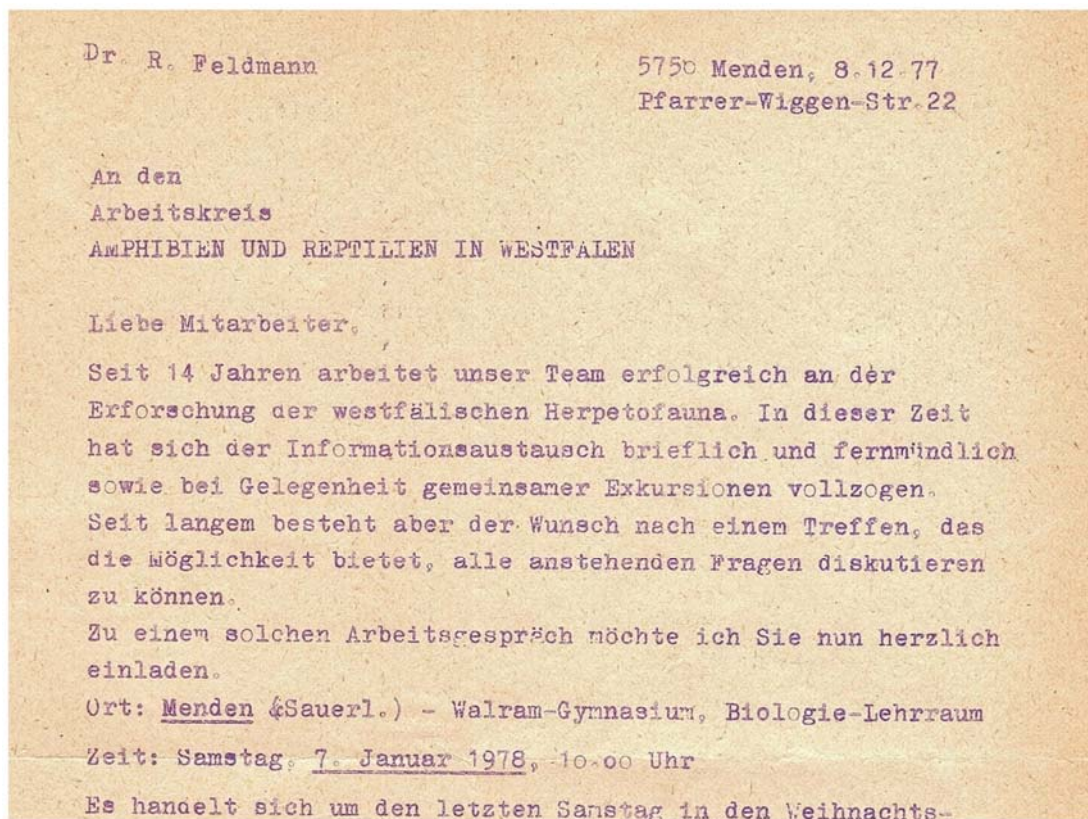 Dr. R. Feldmann
5750 Menden, 8.12.77
Pfarrer-Wiggen-Str.22
An den
Arbeitskreis
AMPHIBIEN UND REPTILIEN IN WESTFALEN
Liebe Mitarbeiter,
Seit 14 Jahren arbeitet unser Team erfolgreich an der
Erforschung der westfälischen Herpetofauna. In dieser Zeit
hat sich der Informationsaustausch brieflich und fernmündlich
sowie bei Gelegenheit gemeinsamer Exkursionen vollzogen.
Seit langem besteht aber der Wunsch nach einem Treffen, das
die Möglichkeit bietet, alle anstehenden Fragen diskutieren
zu können.
Zu einem solchen Arbeitsgespräch möchte ich Sie nun herzlich
einladen.
Ort: Menden (Sauerl.) - Walram-Gymnasium, Biologie-Lehrraum
Zeit: Samstag, 7. Januar 1978, 10.00 Uhr
Es handelt sich um den letzten Samstag in den Weihnachts-